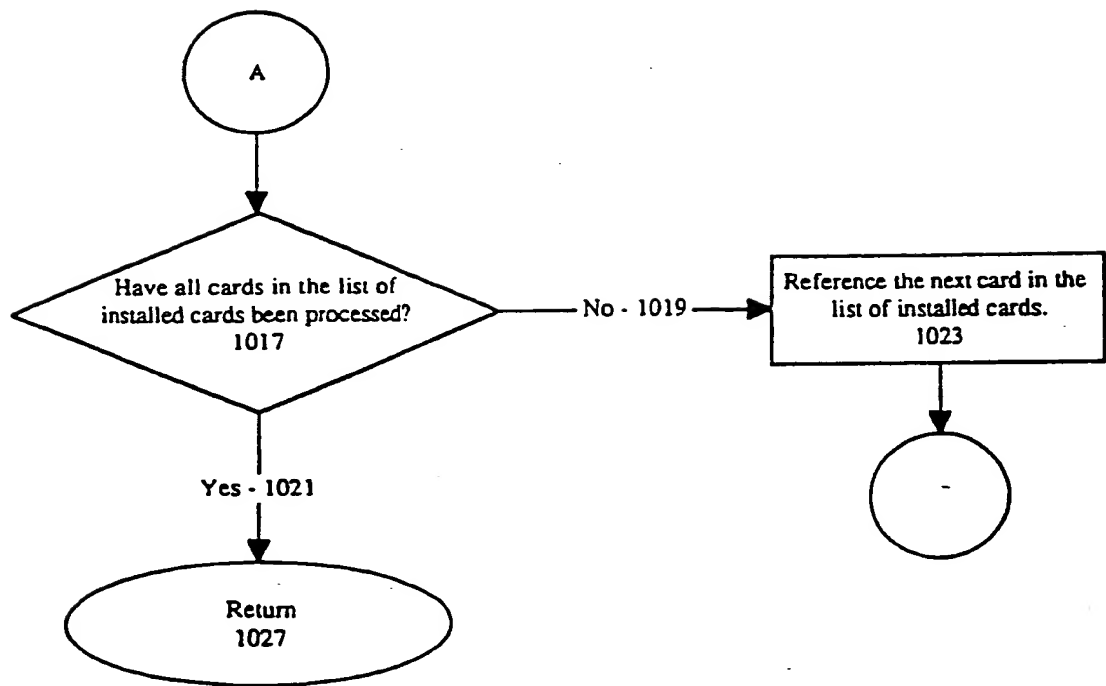 A
Have all cards in the list of
installed cards been processed?
1017
No - 1019
Reference the next card in the
list of installed cards.
1023
Yes - 1021
-
Return
1027